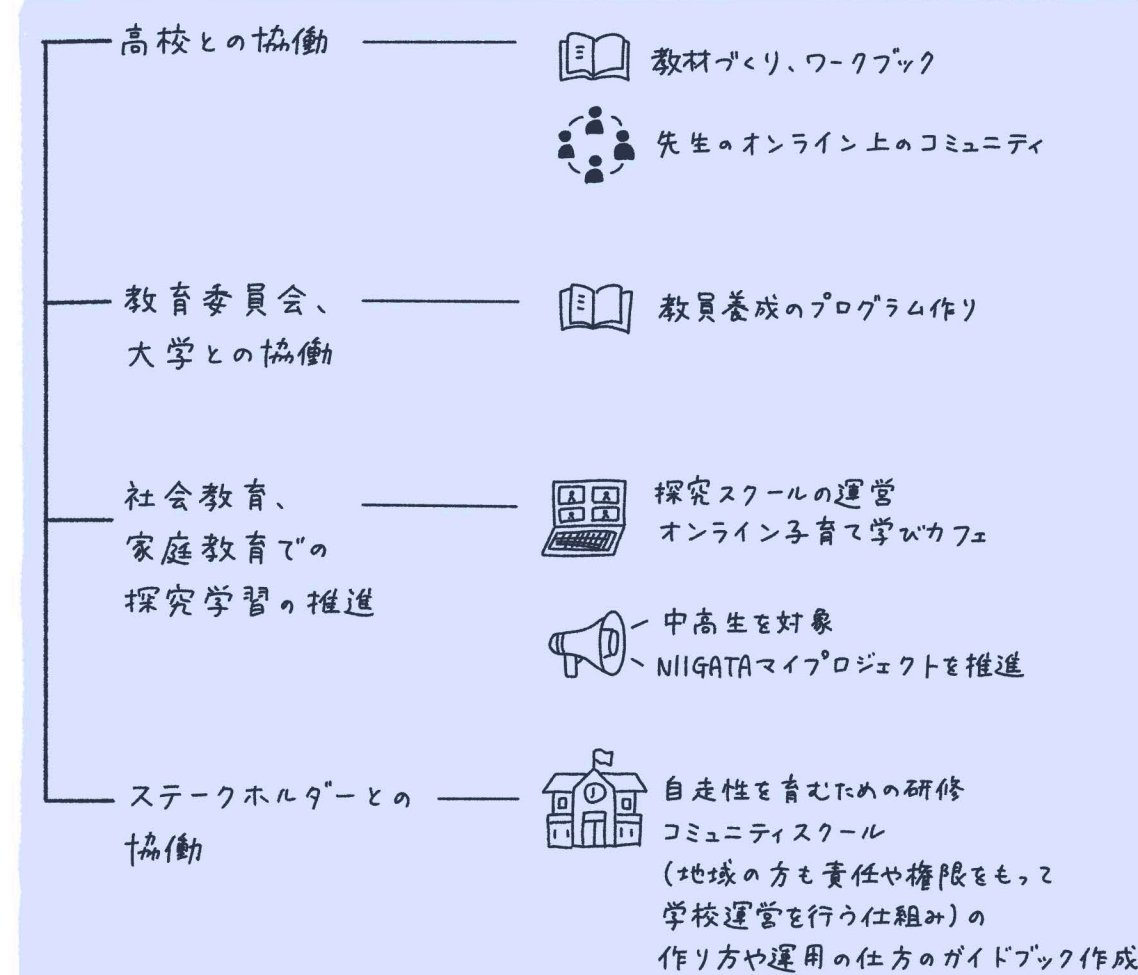 高校との協働
教材づくり、ワークブック
先生のオンライン上のコミュニティ
教育委員会、
大学との協働
教員養成のプログラム作り
社会教育、
家庭教育での
探究学習の推進
探究スクールの運営
オンライン子育て学びカフェ
中高生を対象
NIIGATAマイプロジェクトを推進
ステークホルダーとの
協働
自走性を育むための研修
コミュニティスクール
(地域の方も責任や権限をもって
学校運営を行う仕組み)の
作り方や運用の仕方のガイドブック作成